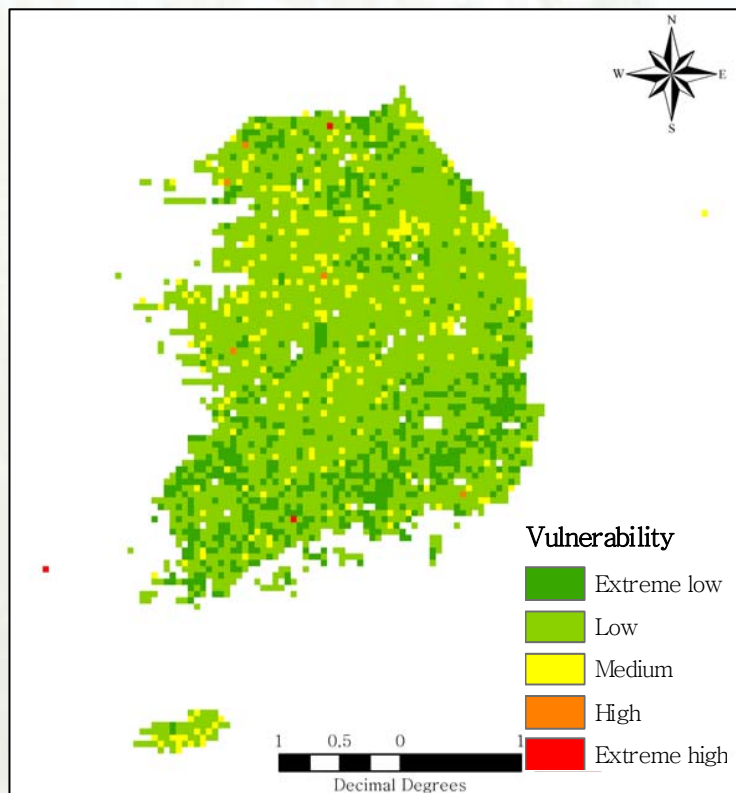 N
W E
S
Vulnerability
Extreme low
Low
Medium
High
Extreme high
1 0.5 0 1
Decimal Degrees